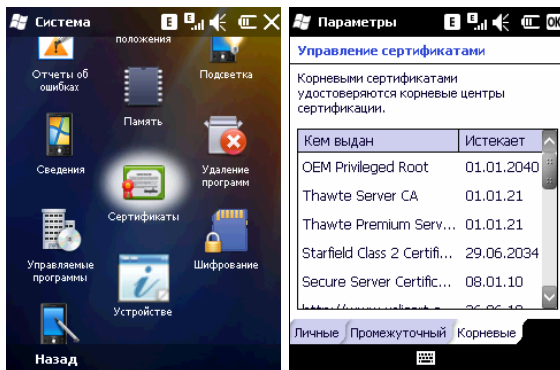 Система
E
E
положения
Отчеты об
ошибках
Подсветка
Память
Сведения
Удаление
программ
Сертификаты
Управляемые
программы
Шифрование
Устройстве
Назад
Параметры
E
E
OK
Управление сертификатами
Корневыми сертификатами
удостоверяются корневые центры
сертификации.
Кем выдан Истекает
OEM Privileged Root 01.01.2040
Thawte Server CA 01.01.21
Thawte Premium Serv... 01.01.21
Starfield Class 2 Certifi... 29.06.2034
Secure Server Certific... 08.01.10
Личные Промежуточный Корневые